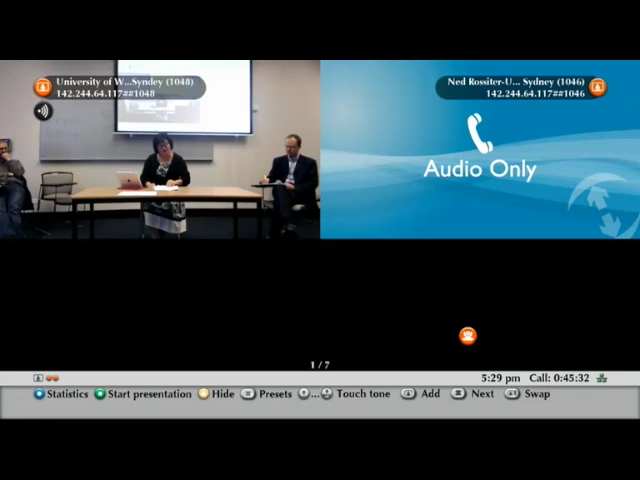 University of W...Syndey (1048)
142.244.64.117##1048
Ned Rossiter-U... Sydney (1046)
142.244.64.117##1046
Audio Only
1 / 7
5:29 pm Call: 0:45:32
Statistics Start presentation Hide Presets ... Touch tone Add Next Swap